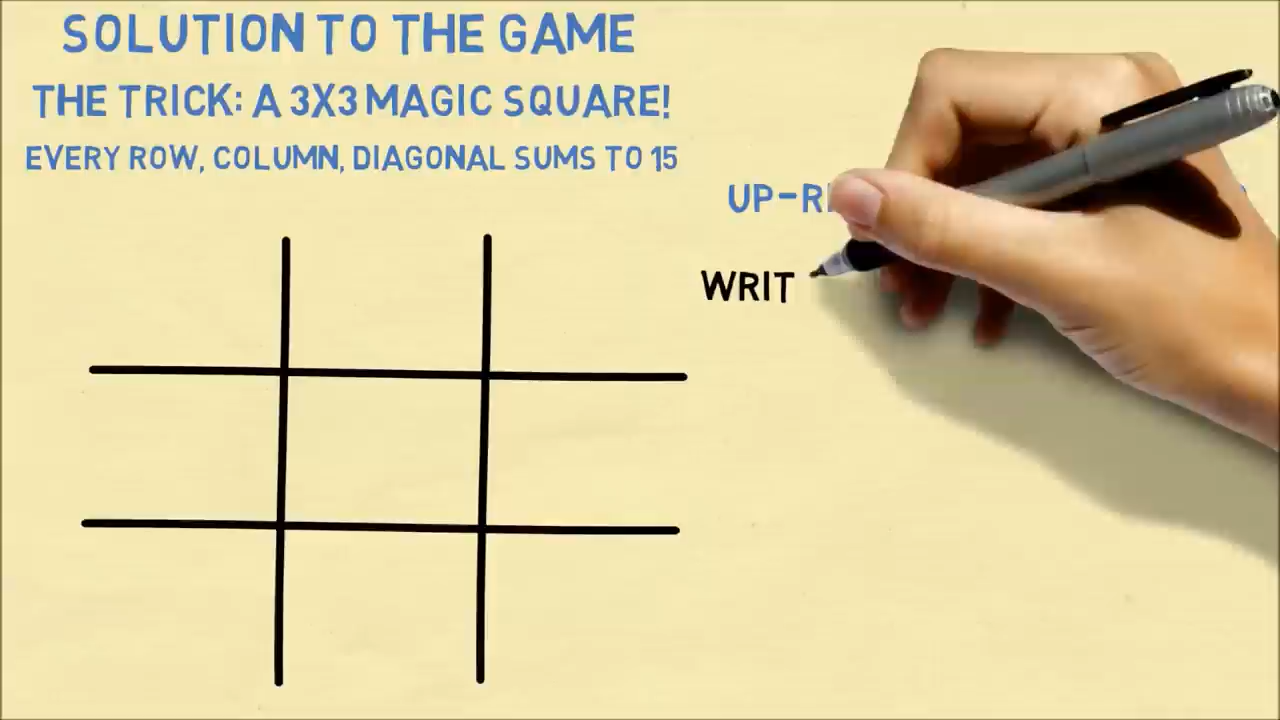 SOLUTION TO THE GAME
THE TRICK: A 3X3 MAGIC SQUARE!
EVERY ROW, COLUMN, DIAGONAL SUMS TO 15
WRIT